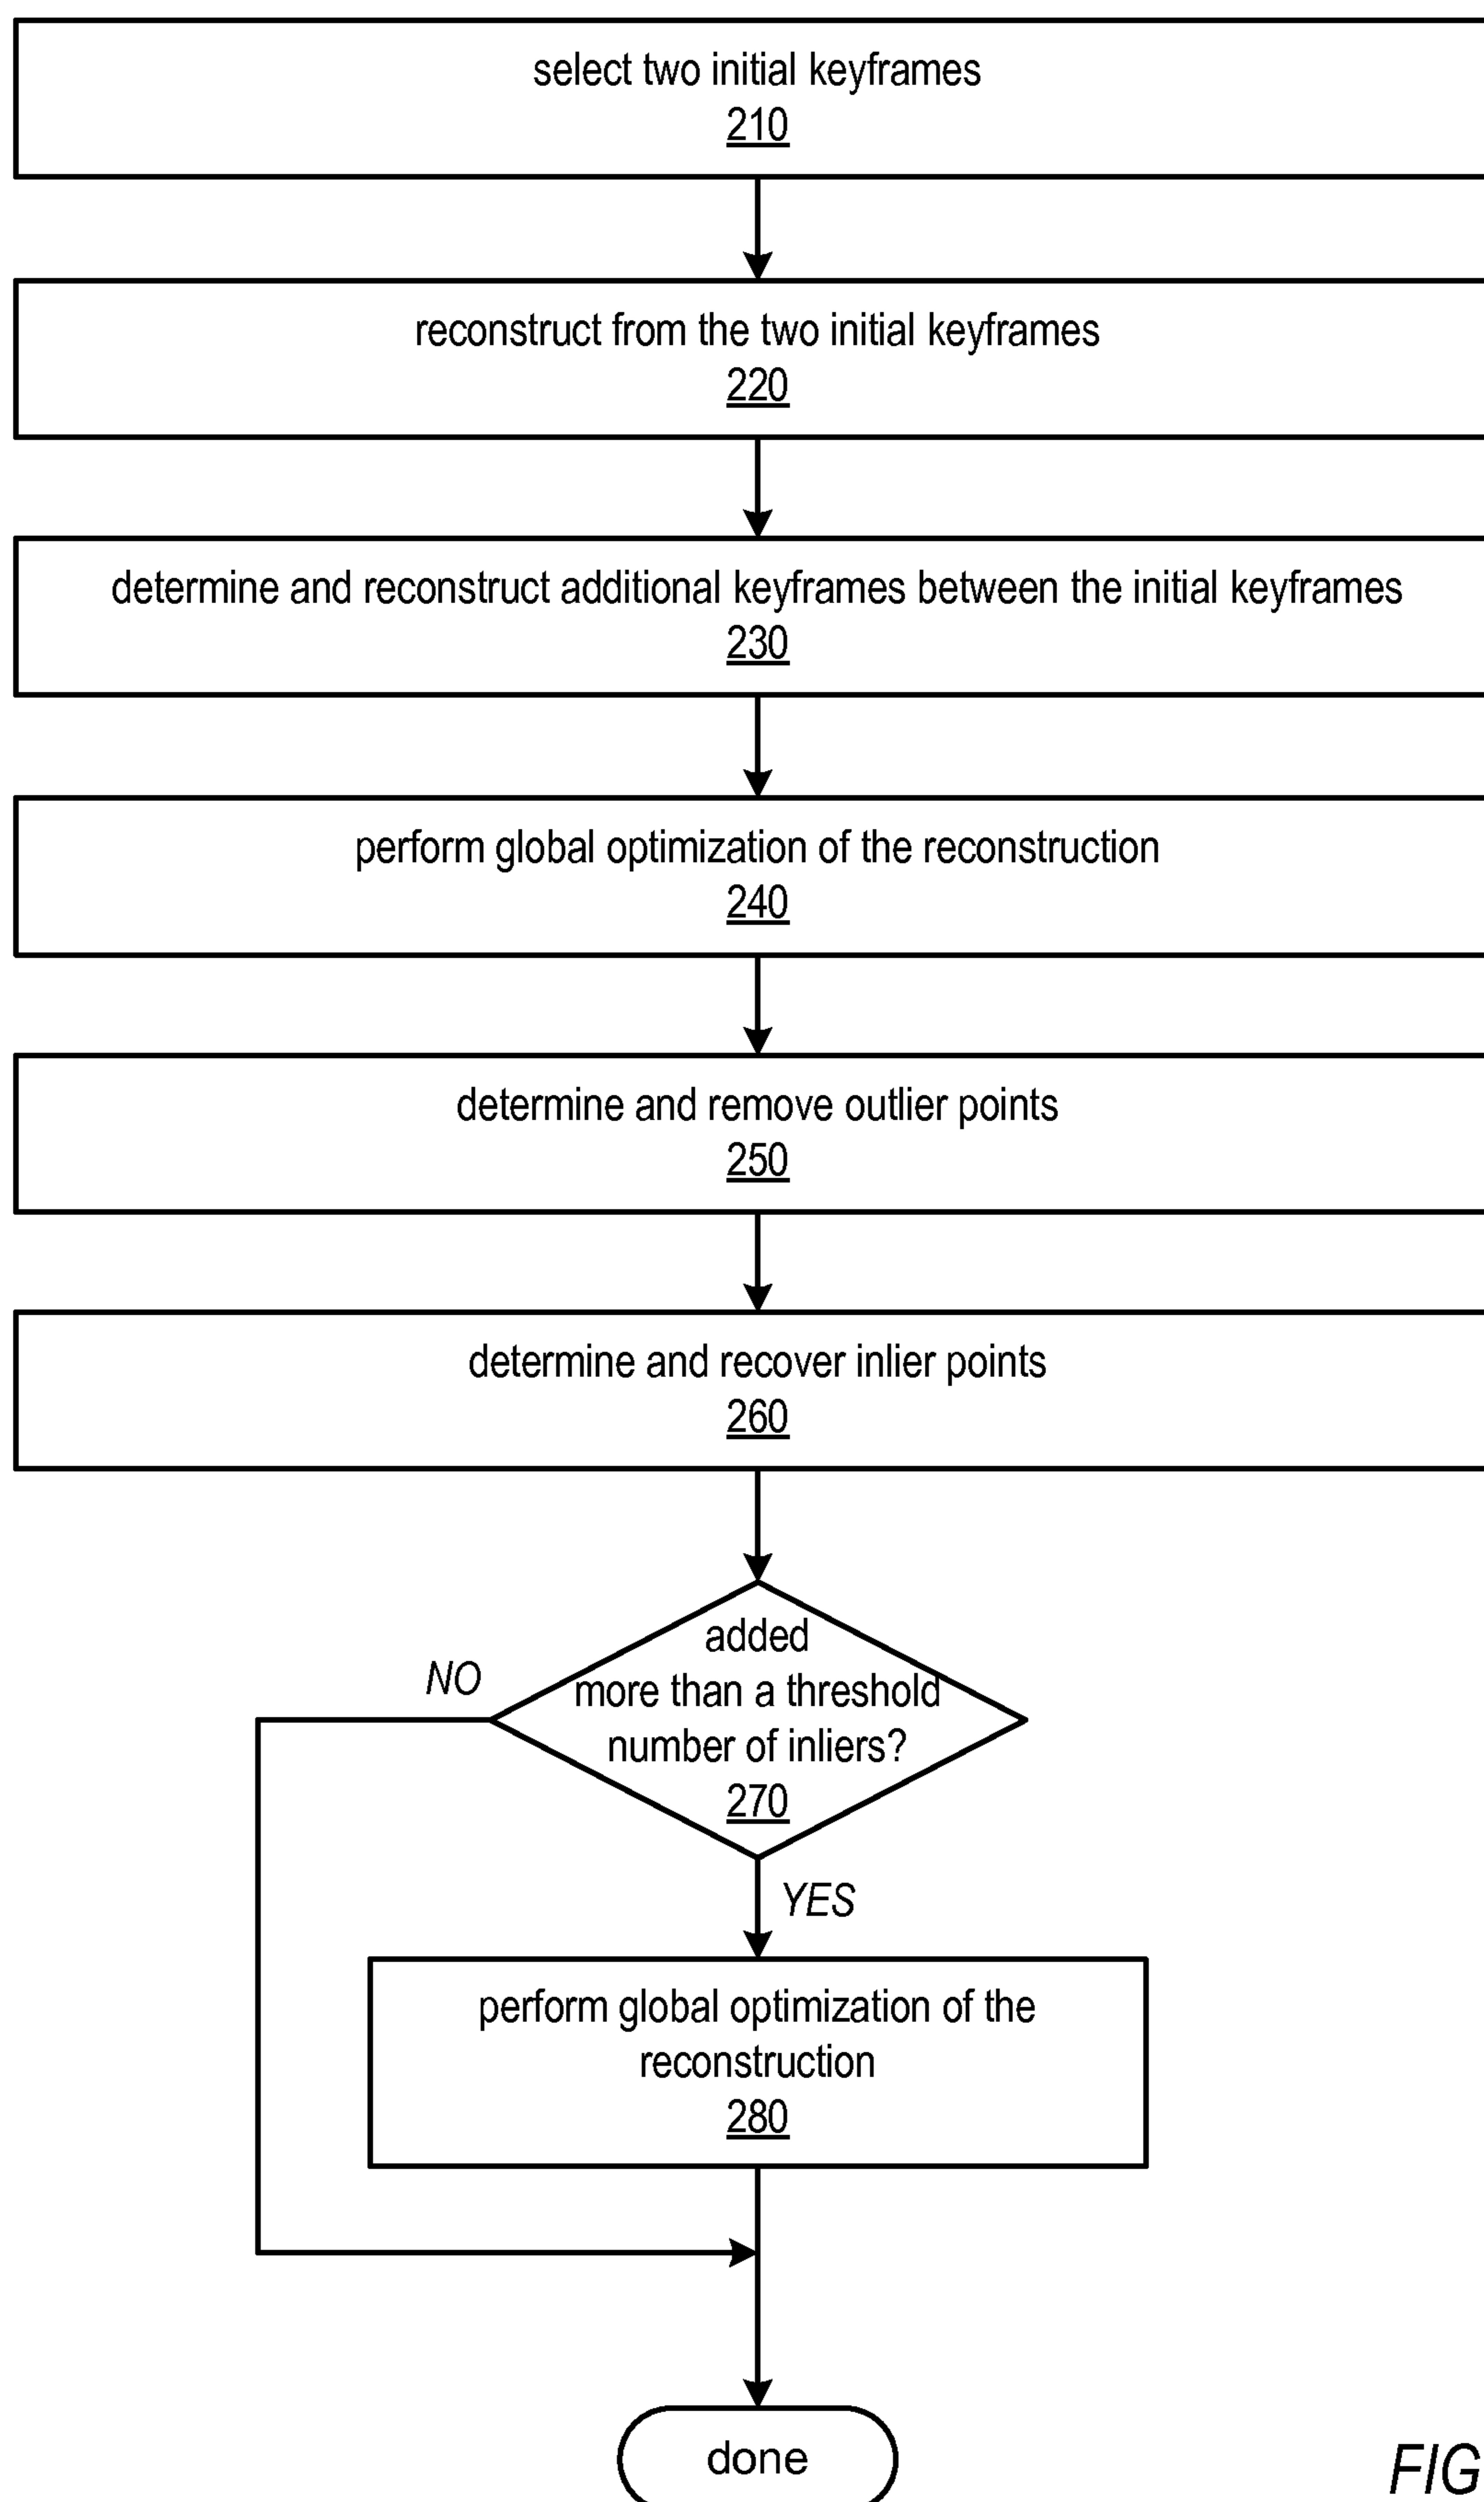 select two initial keyframes
210
reconstruct from the two initial keyframes
220
determine and reconstruct additional keyframes between the initial keyframes
230
perform global optimization of the reconstruction
240
determine and remove outlier points
250
determine and recover inlier points
260
added
more than a threshold
number of inliers?
270
NO
YES
perform global optimization of the
reconstruction
280
done
FIG